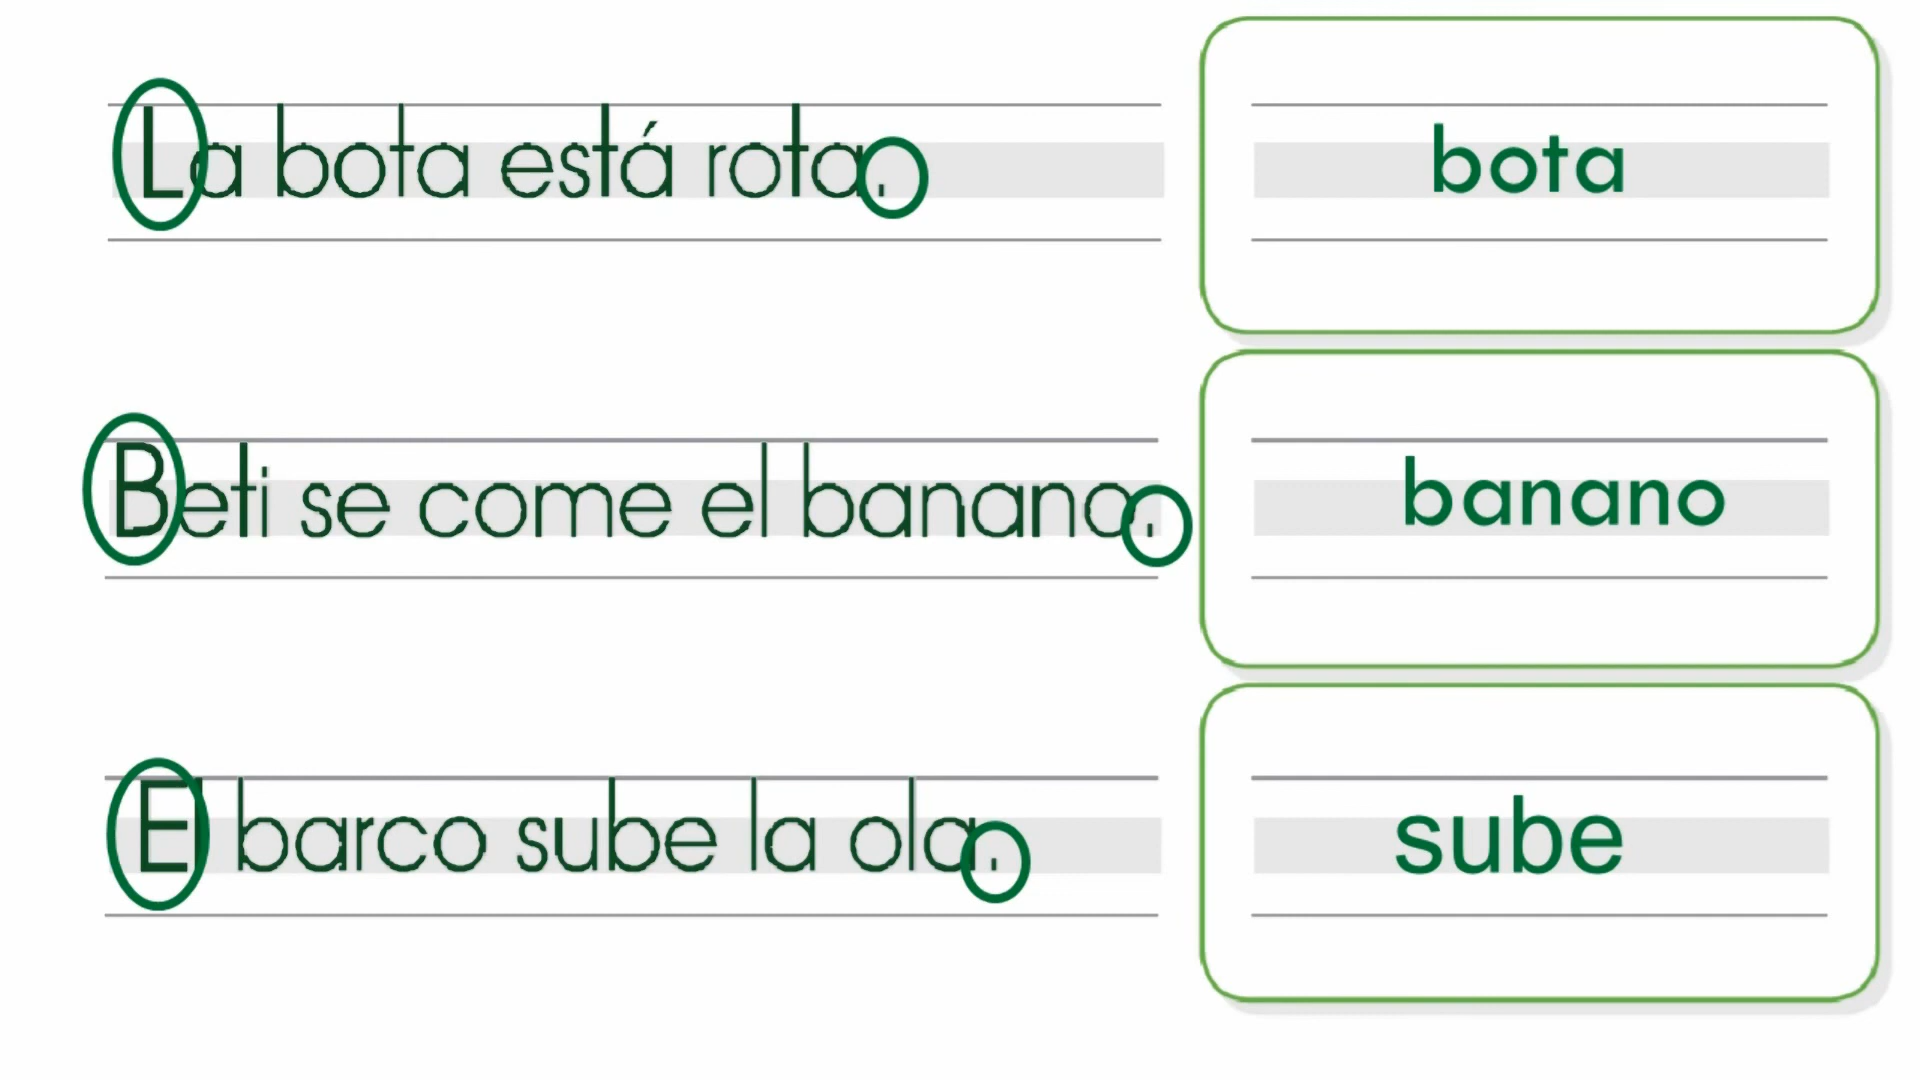 La bota está rota.
bota
Beti se come el banano.
banano
El barco sube la ola.
sube